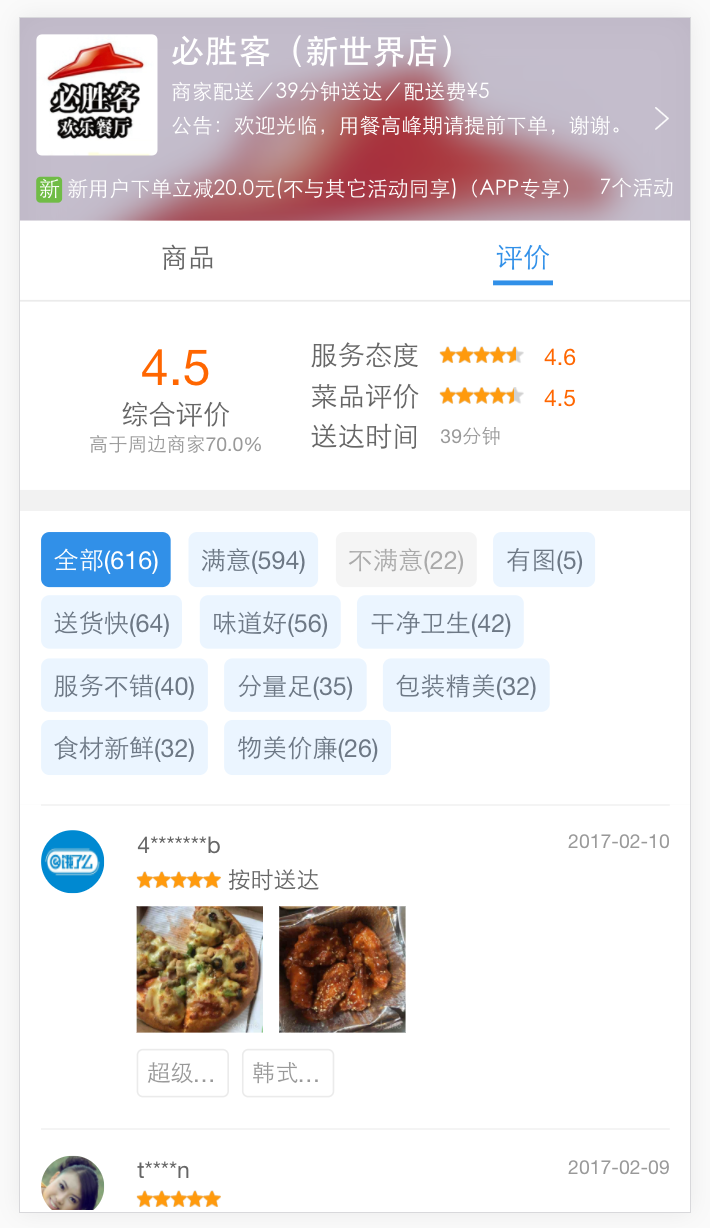 必胜客（新世界店）
必胜客
欢乐餐厅
商家配送／39分钟送达／配送费¥5
公告：欢迎光临，用餐高峰期请提前下单，谢谢。
新 新用户下单立减20.0元(不与其它活动同享)（APP专享） 7个活动
商品 评价
4.5
综合评价
高于周边商家70.0%
服务态度 4.6
菜品评价 4.5
送达时间 39分钟
全部(616) 满意(594) 不满意(22) 有图(5)
送货快(64) 味道好(56) 干净卫生(42)
服务不错(40) 分量足(35) 包装精美(32)
食材新鲜(32) 物美价廉(26)
@饿了么
4*******b 2017-02-10
按时送达
超级... 韩式...
t****n 2017-02-09